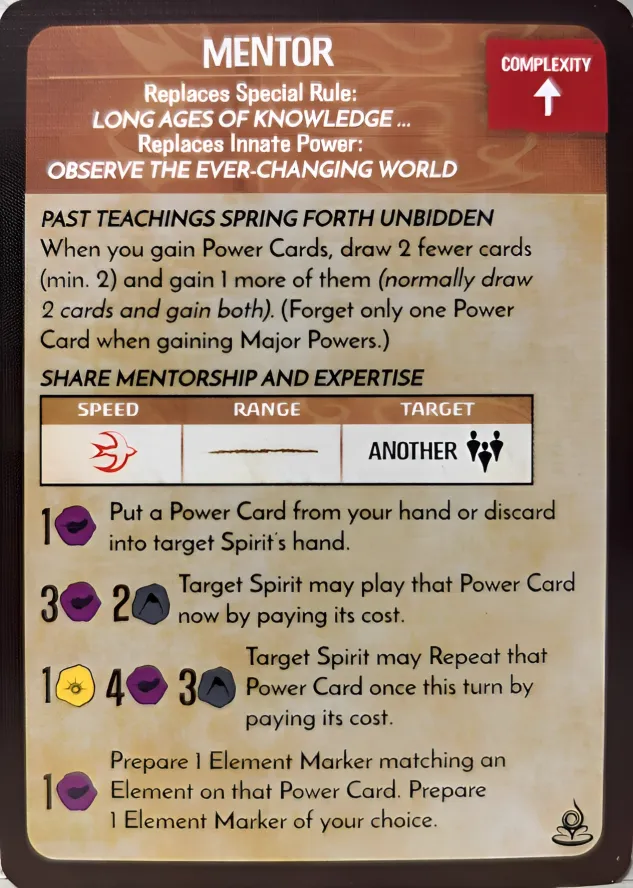 MENTOR
COMPLEXITY
Replaces Special Rule:
LONG AGES OF KNOWLEDGE ...
Replaces Innate Power:
OBSERVE THE EVER-CHANGING WORLD
PAST TEACHINGS SPRING FORTH UNBIDDEN
When you gain Power Cards, draw 2 fewer cards
(min. 2) and gain 1 more of them (normally draw
2 cards and gain both). (Forget only one Power
Card when gaining Major Powers.)
SHARE MENTORSHIP AND EXPERTISE
SPEED RANGE TARGET
ANOTHER
1 Put a Power Card from your hand or discard
into target Spirit's hand.
3 2 Target Spirit may play that Power Card
now by paying its cost.
1 4 3 Target Spirit may Repeat that
Power Card once this turn by
paying its cost.
1 Prepare 1 Element Marker matching an
Element on that Power Card. Prepare
1 Element Marker of your choice.